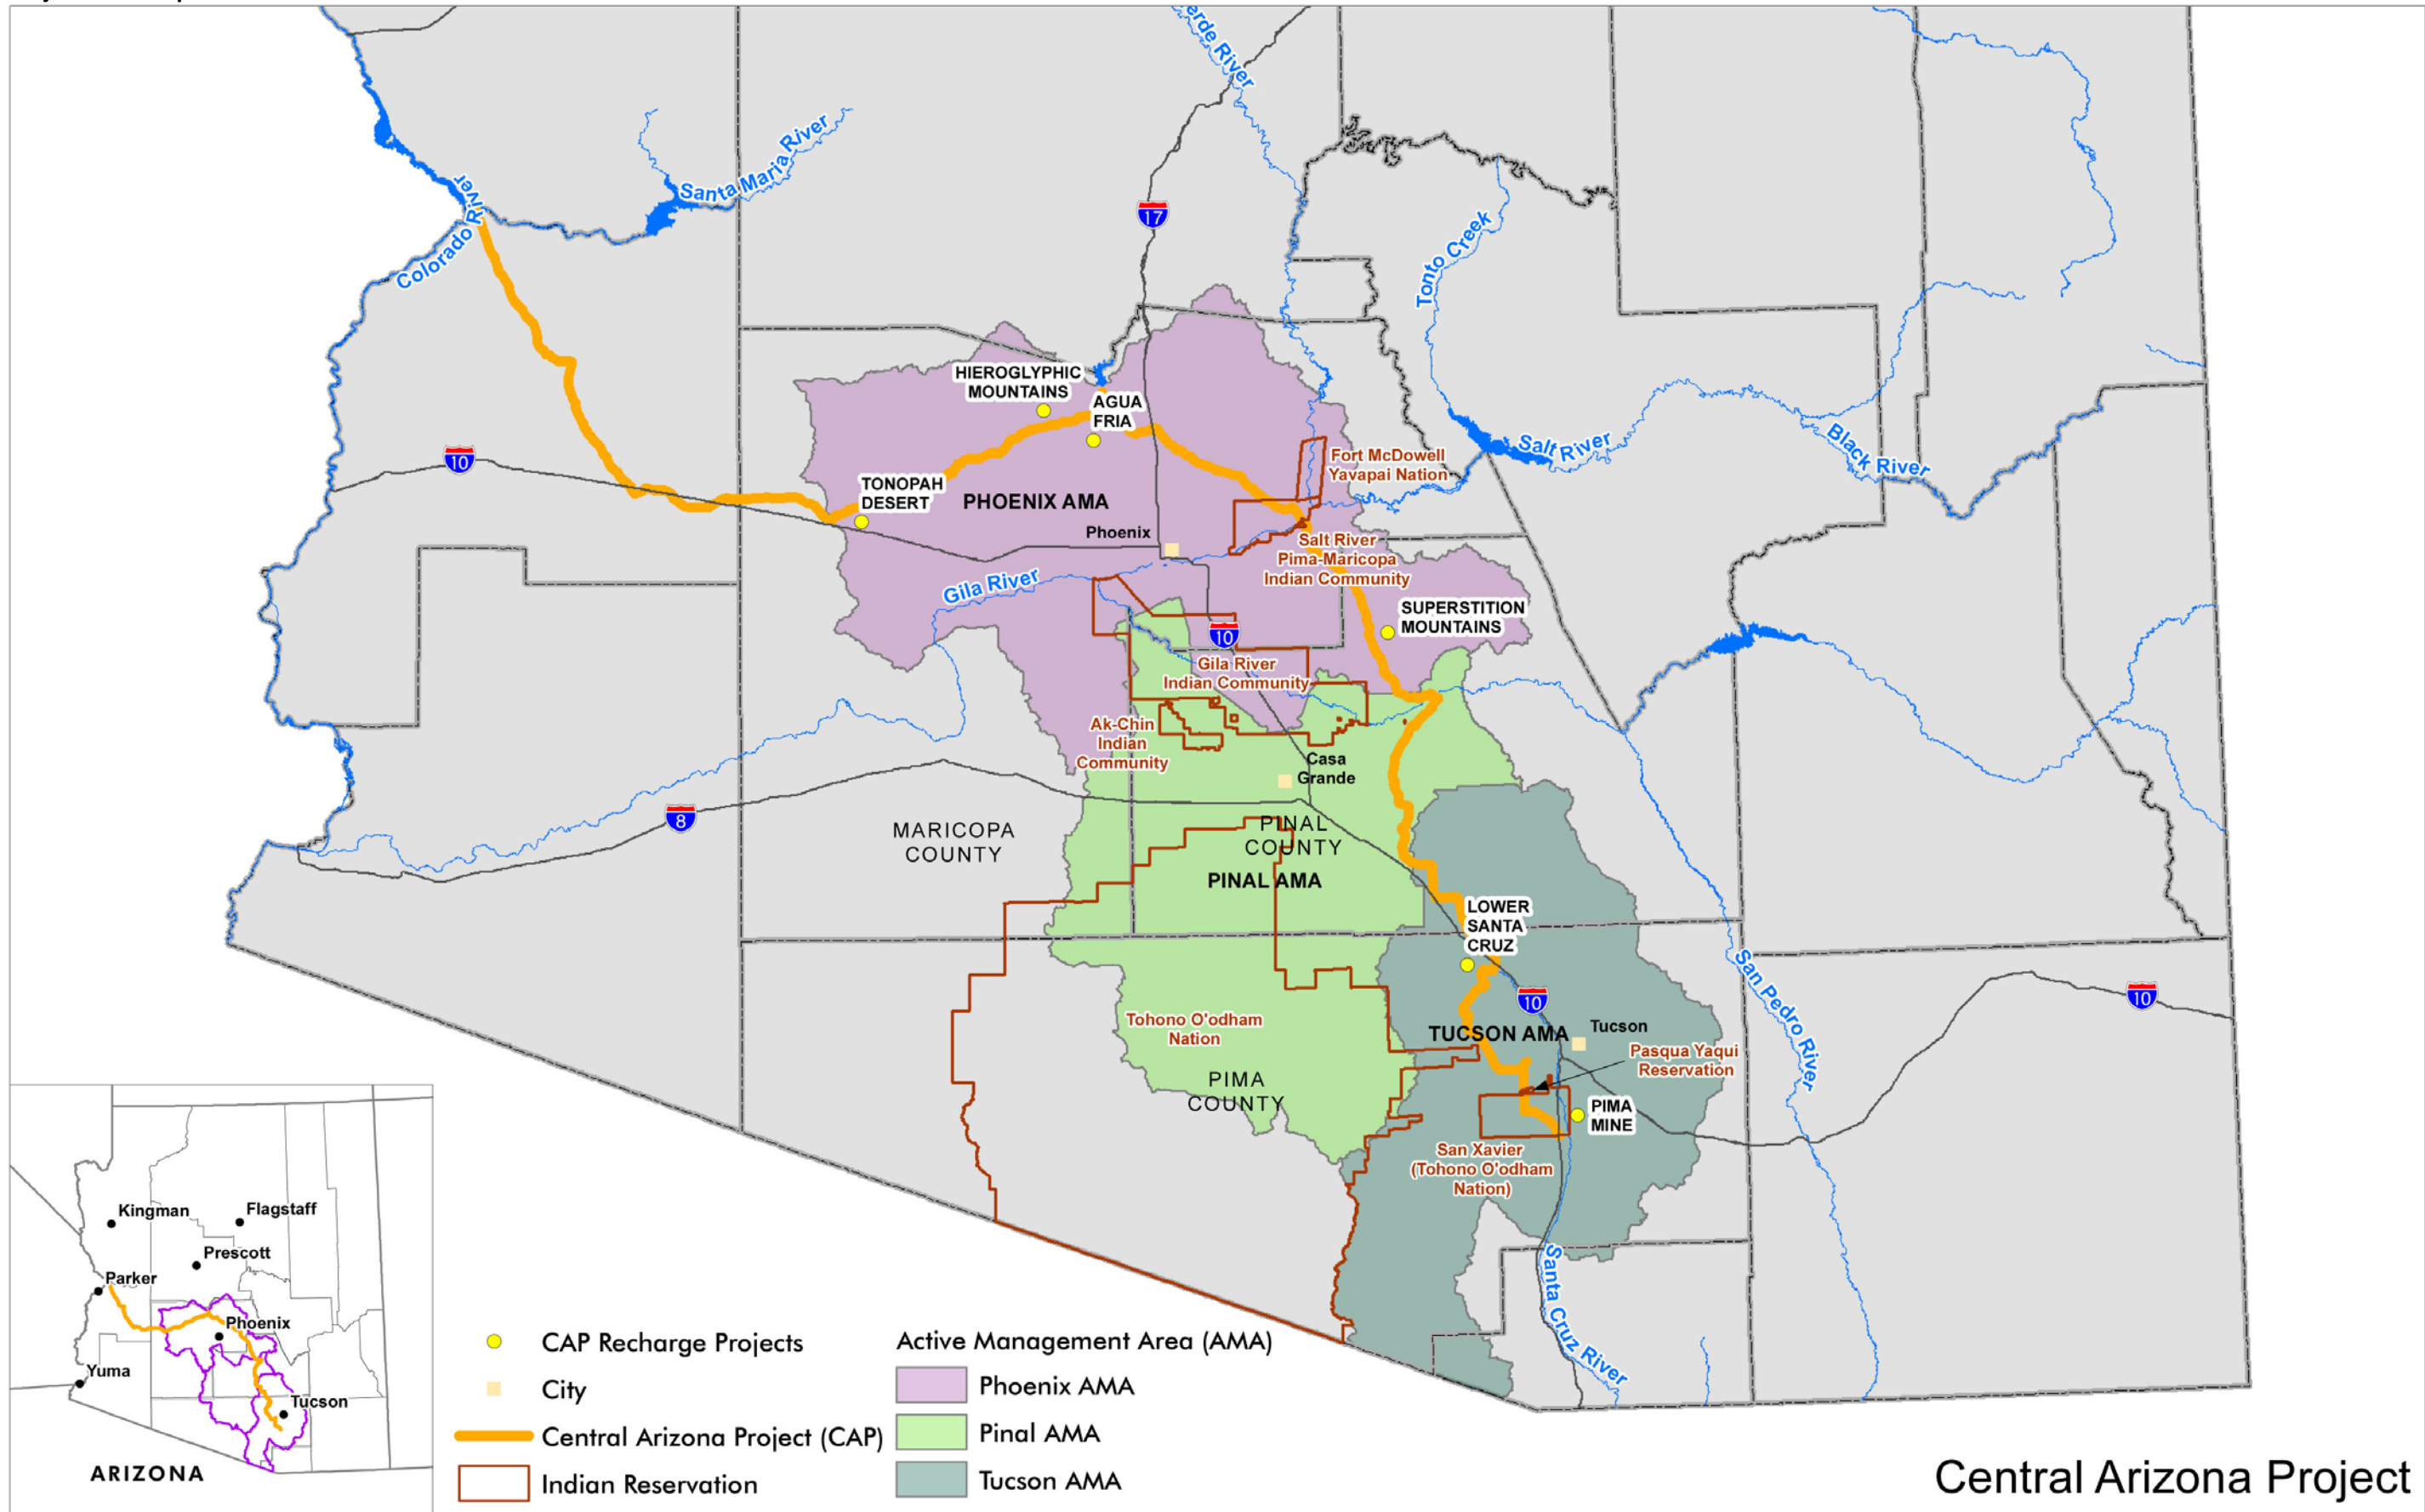 erde River
Santa Maria River
17
Colorado River
Tonto Creek
HIEROGLYPHIC
MOUNTAINS
AGUA
FRIA
Salt River
Black River
10
Fort McDowell
Yavapai Nation
TONOPAH
DESERT
PHOENIX AMA
Phoenix
Salt River
Pima-Maricopa
Indian Community
Gila River
SUPERSTITION
MOUNTAINS
10
Gila River
Indian Community
Ak-Chin
Indian
Community
Casa
Grande
8
MARICOPA
COUNTY
PINAL
COUNTY
PINAL AMA
LOWER
SANTA
CRUZ
San Pedro River
10
10
Tohono O'odham
Nation
TUCSON AMA
Tucson
Pasqua Yaqui
Reservation
PIMA
COUNTY
PIMA
MINE
San Xavier
(Tohono O'odham
Nation)
Santa Cruz River
Kingman
Flagstaff
Prescott
Parker
Phoenix
Yuma
Tucson
ARIZONA
CAP Recharge Projects
City
Central Arizona Project (CAP)
Indian Reservation
Active Management Area (AMA)
Phoenix AMA
Pinal AMA
Tucson AMA
Central Arizona Project